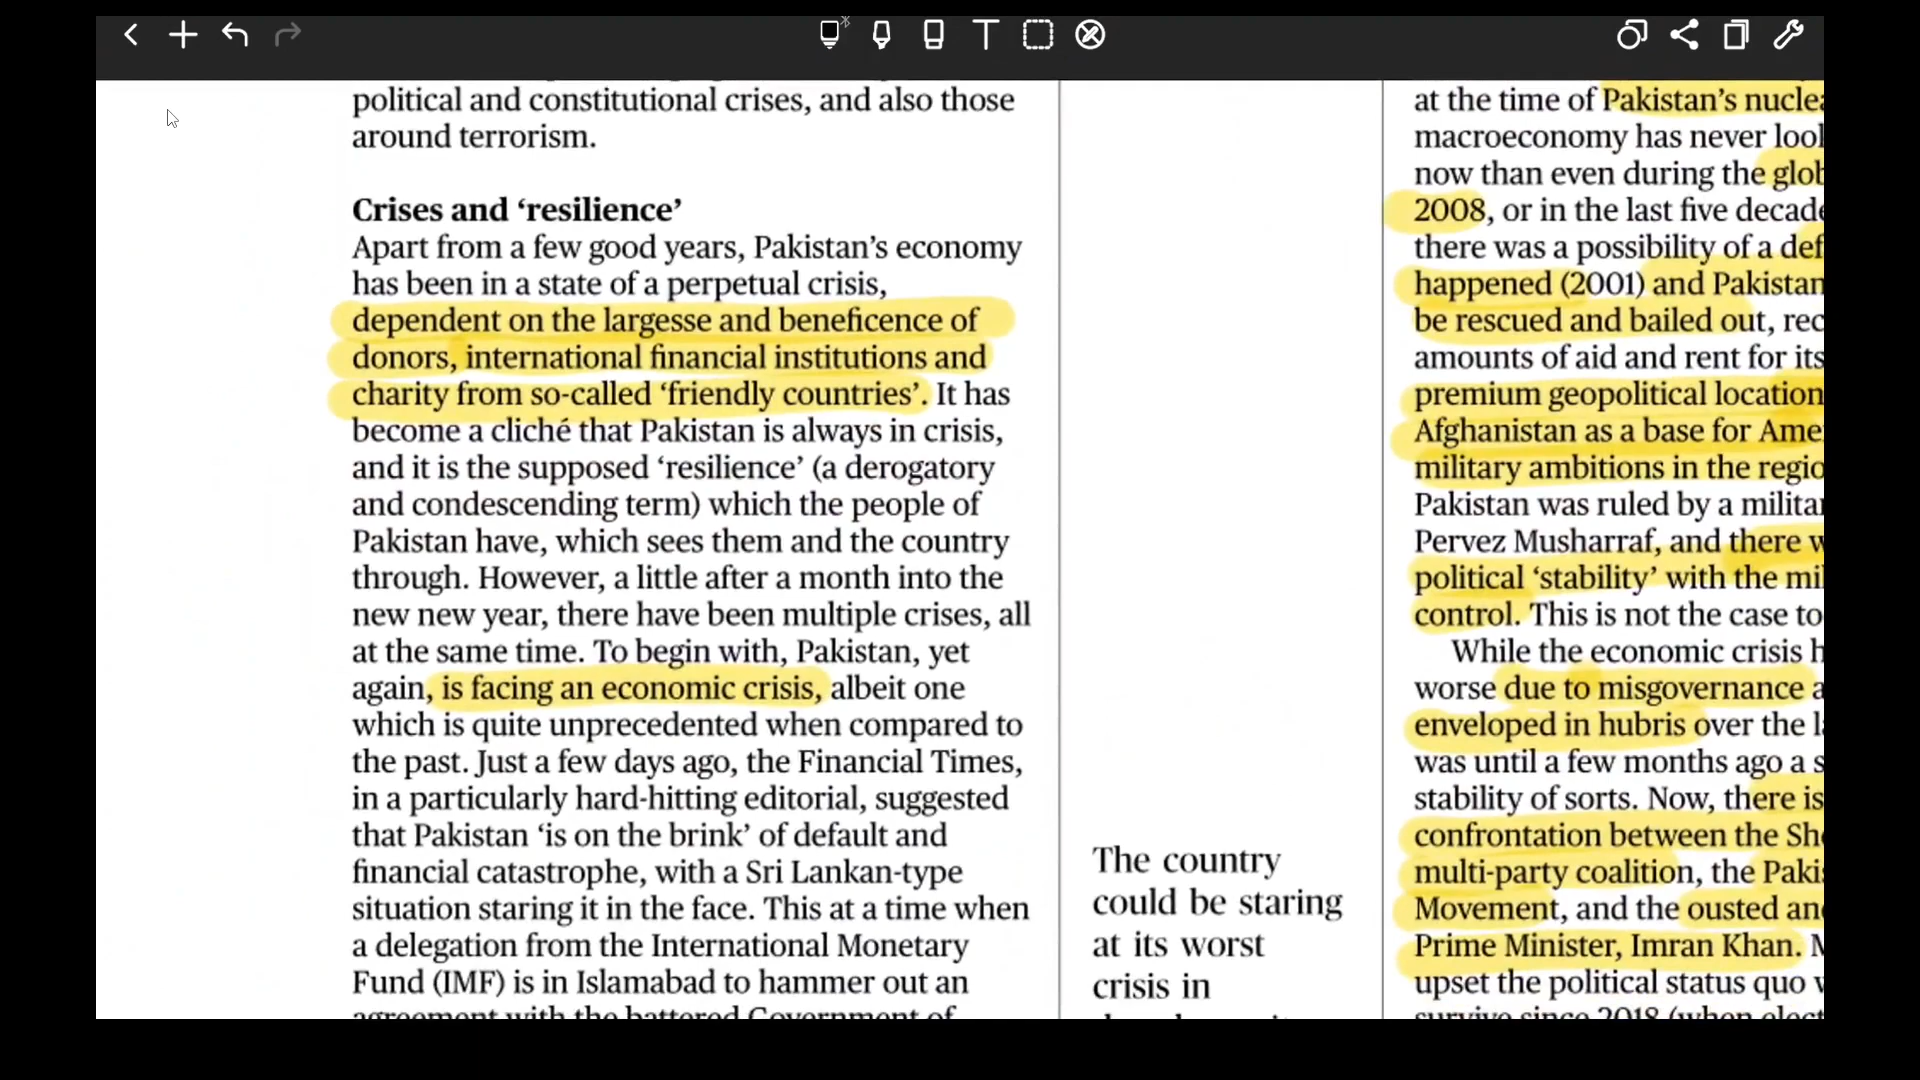 political and constitutional crises, and also those
around terrorism.
Crises and ‘resilience’
Apart from a few good years, Pakistan’s economy
has been in a state of a perpetual crisis,
dependent on the largesse and beneficence of
donors, international financial institutions and
charity from so-called ‘friendly countries’. It has
become a cliché that Pakistan is always in crisis,
and it is the supposed ‘resilience’ (a derogatory
and condescending term) which the people of
Pakistan have, which sees them and the country
through. However, a little after a month into the
new new year, there have been multiple crises, all
at the same time. To begin with, Pakistan, yet
again, is facing an economic crisis, albeit one
which is quite unprecedented when compared to
the past. Just a few days ago, the Financial Times,
in a particularly hard-hitting editorial, suggested
that Pakistan ‘is on the brink’ of default and
financial catastrophe, with a Sri Lankan-type
situation staring it in the face. This at a time when
a delegation from the International Monetary
Fund (IMF) is in Islamabad to hammer out an
agreement with the battered Government of
The country
could be staring
at its worst
crisis in
at the time of Pakistan’s
macroeconomy has never
now than even during the
2008, or in the last five
there was a possibility of a
happened (2001) and Pakistan
be rescued and bailed out,
amounts of aid and rent for its
premium geopolitical location
Afghanistan as a base for
military ambitions in the
Pakistan was ruled by a
Pervez Musharraf, and there
political ‘stability’ with the
control. This is not the case
While the economic crisis
worse due to misgovernance
enveloped in hubris over the
was until a few months ago a
stability of sorts. Now, there is
confrontation between the
multi-party coalition, the
Movement, and the ousted
Prime Minister, Imran Khan.
upset the political status quo
survive since 2018 (when